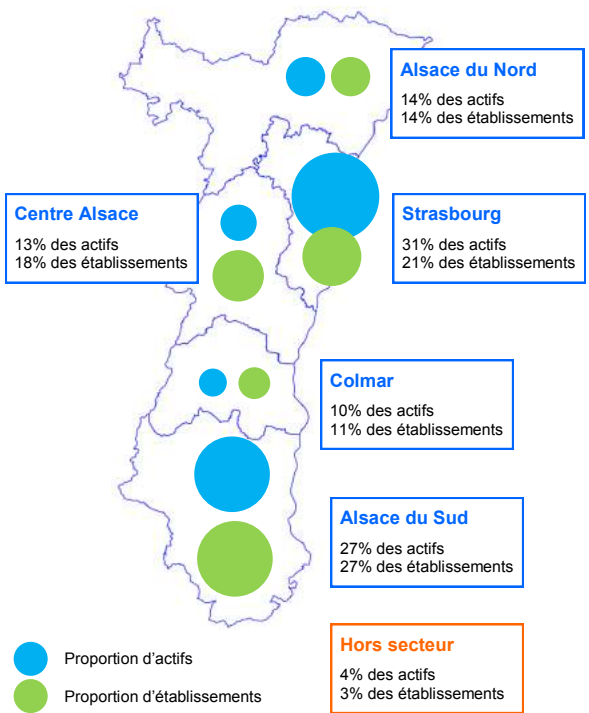 Alsace du Nord
14% des actifs
14% des établissements
Centre Alsace
13% des actifs
18% des établissements
Strasbourg
31% des actifs
21% des établissements
Colmar
10% des actifs
11% des établissements
Alsace du Sud
27% des actifs
27% des établissements
Hors secteur
4% des actifs
3% des établissements
Proportion d’actifs
Proportion d’établissements